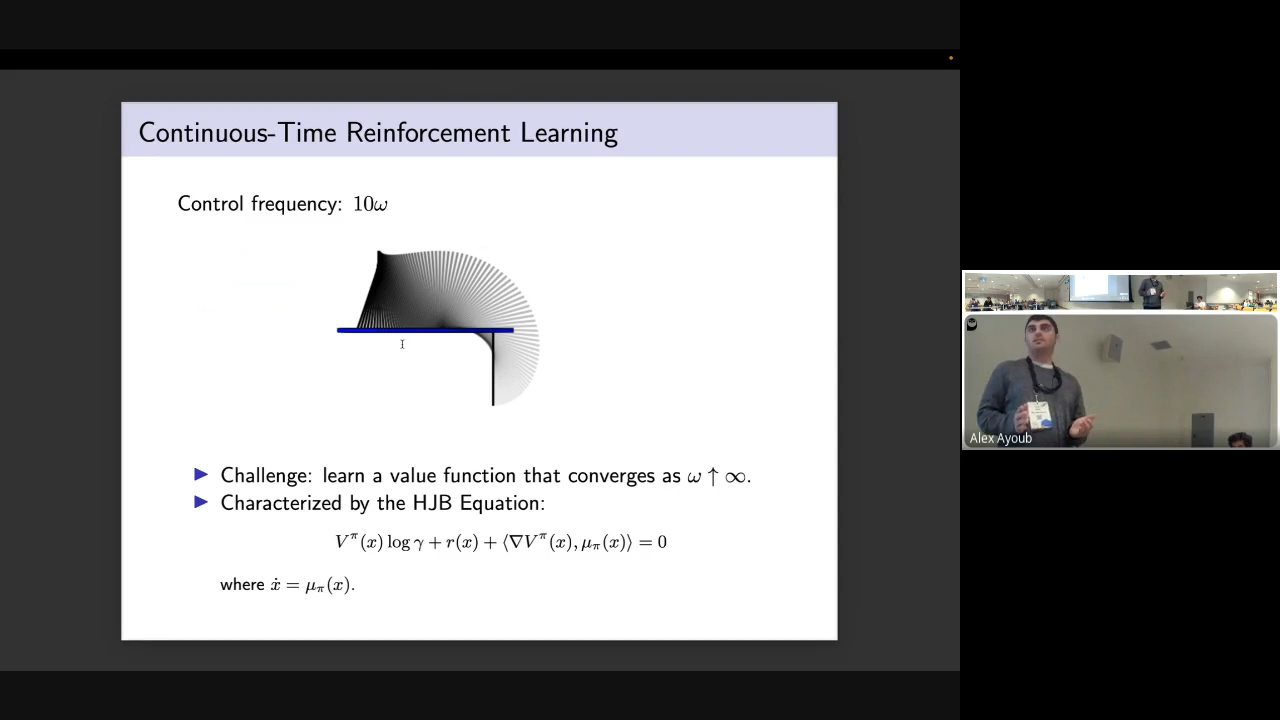 Continuous-Time Reinforcement Learning
Control frequency: 10ω
Challenge: learn a value function that converges as ω ↑ ∞.
Characterized by the HJB Equation:
V^π(x) log γ + r(x) + ⟨∇V^π(x), μ_π(x)⟩ = 0
where ẋ = μ_π(x).
Alex Ayoub